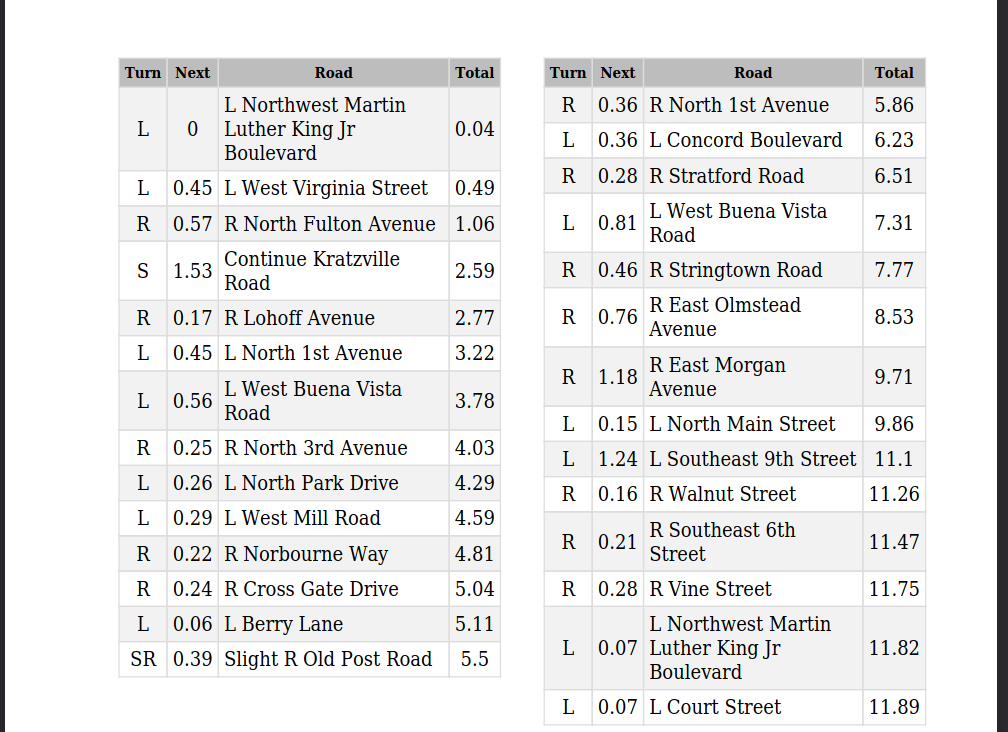 Turn Next Road Total
L 0 L Northwest Martin Luther King Jr Boulevard 0.04
L 0.45 L West Virginia Street 0.49
R 0.57 R North Fulton Avenue 1.06
S 1.53 Continue Kratzville Road 2.59
R 0.17 R Lohoff Avenue 2.77
L 0.45 L North 1st Avenue 3.22
L 0.56 L West Buena Vista Road 3.78
R 0.25 R North 3rd Avenue 4.03
L 0.26 L North Park Drive 4.29
L 0.29 L West Mill Road 4.59
R 0.22 R Norbourne Way 4.81
R 0.24 R Cross Gate Drive 5.04
L 0.06 L Berry Lane 5.11
SR 0.39 Slight R Old Post Road 5.5
Turn Next Road Total
R 0.36 R North 1st Avenue 5.86
L 0.36 L Concord Boulevard 6.23
R 0.28 R Stratford Road 6.51
L 0.81 L West Buena Vista Road 7.31
R 0.46 R Stringtown Road 7.77
R 0.76 R East Olmstead Avenue 8.53
R 1.18 R East Morgan Avenue 9.71
L 0.15 L North Main Street 9.86
L 1.24 L Southeast 9th Street 11.1
R 0.16 R Walnut Street 11.26
R 0.21 R Southeast 6th Street 11.47
R 0.28 R Vine Street 11.75
L 0.07 L Northwest Martin Luther King Jr Boulevard 11.82
L 0.07 L Court Street 11.89